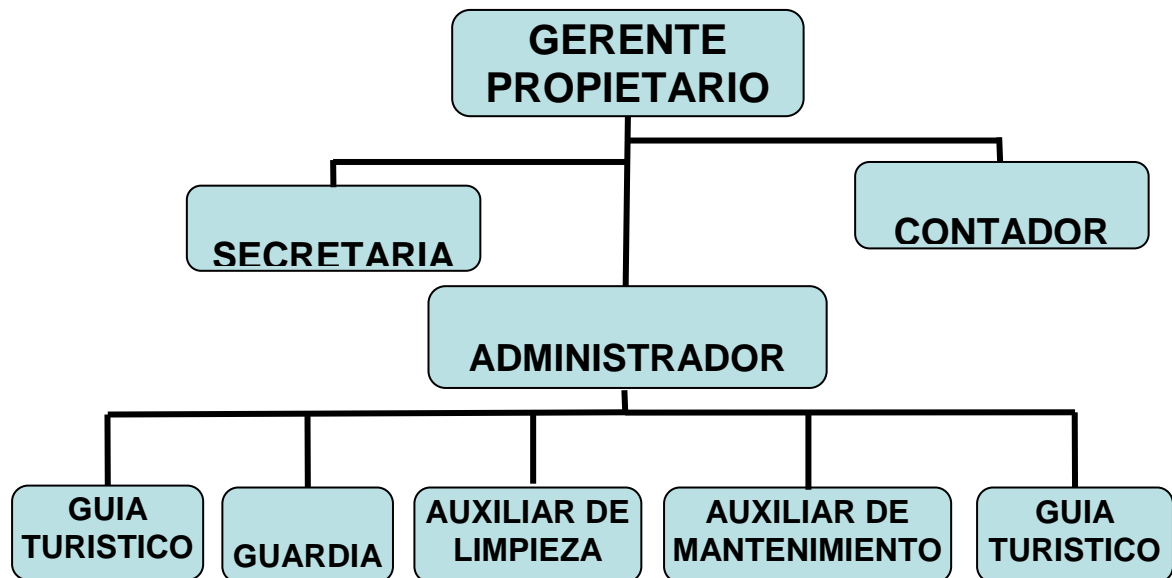 GERENTE
PROPIETARIO
SECRETARIA
CONTADOR
ADMINISTRADOR
GUIA
TURISTICO
GUARDIA
AUXILIAR DE
LIMPIEZA
AUXILIAR DE
MANTENIMIENTO
GUIA
TURISTICO